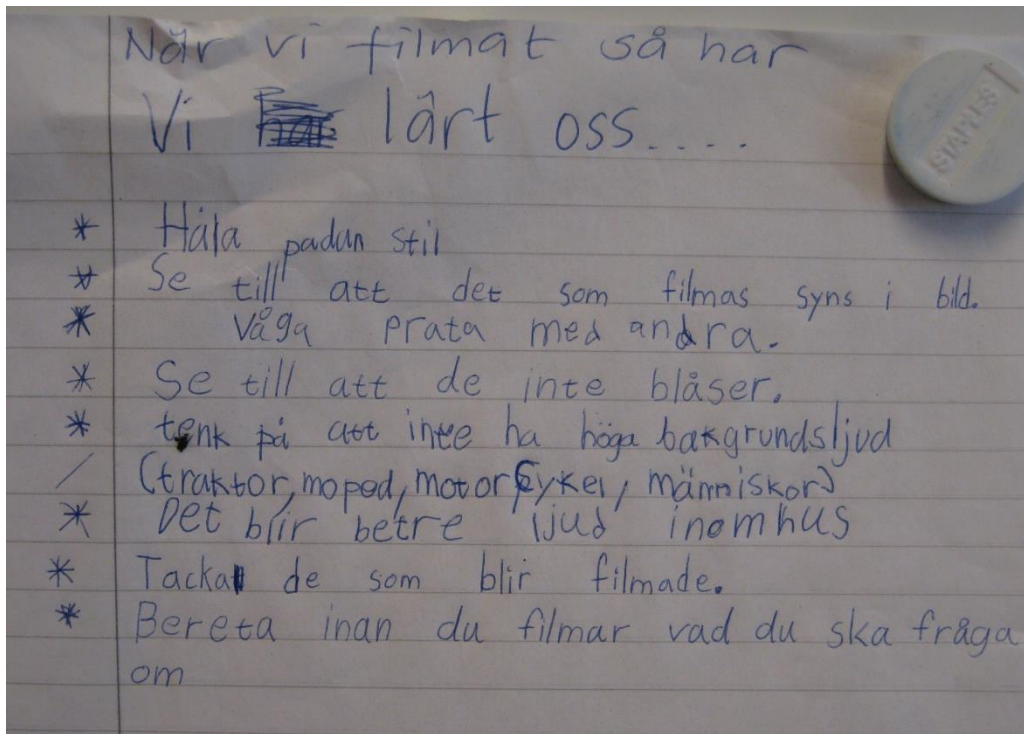 När vi filmat så har
Vi lärt oss.....
STAPLES
* Håla padan stil
* Se till att det som filmas syns i bild.
* våga prata med andra.
* Se till att de inte blåser.
* tenk på att inte ha höga bakgrundsljud
/ (traktor, moped, motorcykel, människor)
* Det blir betre ljud inomhus
* Tacka de som blir filmade.
* Bereta inan du filmar vad du ska fråga
om